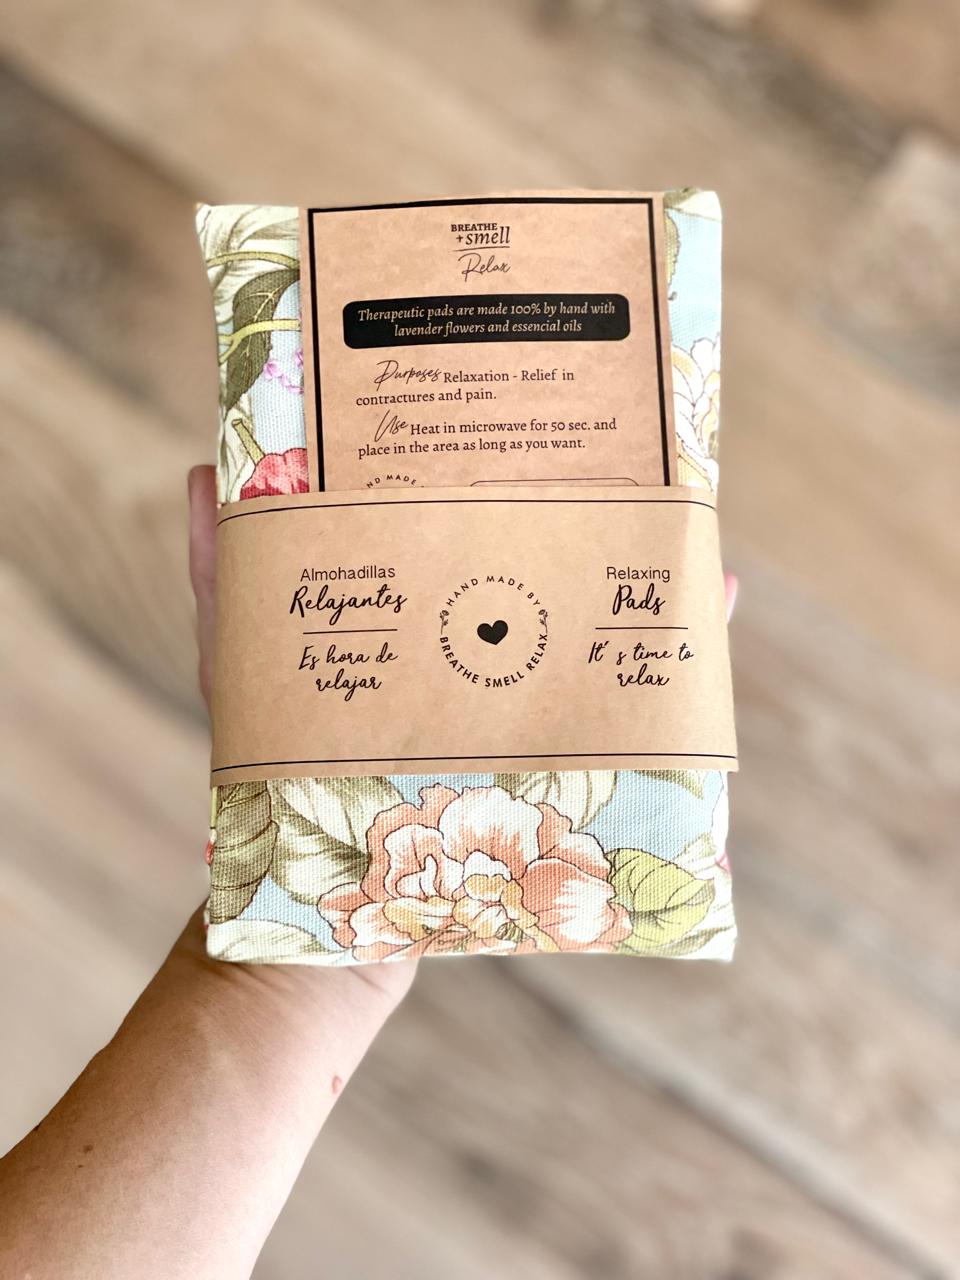 BREATHE
+smell
Relax
Therapeutic pads are made 100% by hand with
lavender flowers and essencial oils
Purposes Relaxation - Relief in
contractures and pain.
Use Heat in microwave for 50 sec. and
place in the area as long as you want.
ND MADE
Almohadillas
Relajantes
Es hora de
relajar
HAND MADE BY
BREATHE SMELL RELAX
Relaxing
Pads
It´ s time to
relax